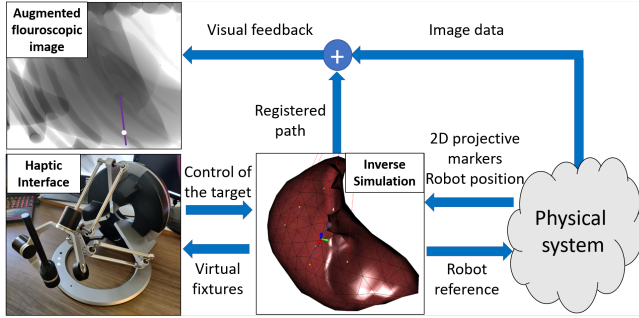 Augmented
flouroscopic
image
Visual feedback
+
Image data
Registered
path
2D projective
markers
Robot position
Haptic
Interface
Control of
the target
Inverse
Simulation
Physical
system
Virtual
fixtures
Robot
reference